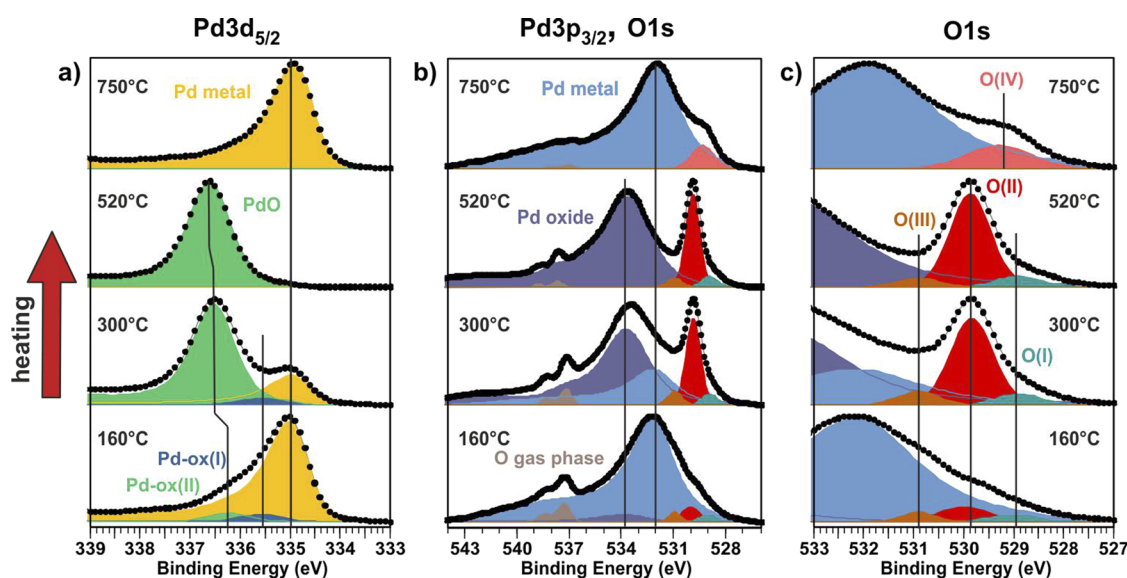 Pd3d5/2
Pd3p3/2, O1s
O1s
a)
750°C
Pd metal
520°C
PdO
300°C
160°C
Pd-ox(I)
Pd-ox(II)
339 338 337 336 335 334 333
Binding Energy (eV)
b)
750°C
Pd metal
520°C
Pd oxide
300°C
160°C
O gas phase
543 540 537 534 531 528
Binding Energy (eV)
c)
O(IV)
750°C
O(II)
520°C
O(III)
300°C
O(I)
160°C
533 532 531 530 529 528 527
Binding Energy (eV)
heating